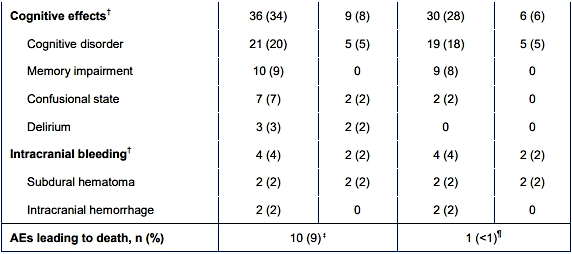 Cognitive effects† 36 (34) 9 (8) 30 (28) 6 (6)
Cognitive disorder 21 (20) 5 (5) 19 (18) 5 (5)
Memory impairment 10 (9) 0 9 (8) 0
Confusional state 7 (7) 2 (2) 2 (2) 0
Delirium 3 (3) 2 (2) 0 0
Intracranial bleeding† 4 (4) 2 (2) 4 (4) 2 (2)
Subdural hematoma 2 (2) 2 (2) 2 (2) 2 (2)
Intracranial hemorrhage 2 (2) 0 2 (2) 0
AEs leading to death, n (%) 10 (9)‡ 1 (<1)¶